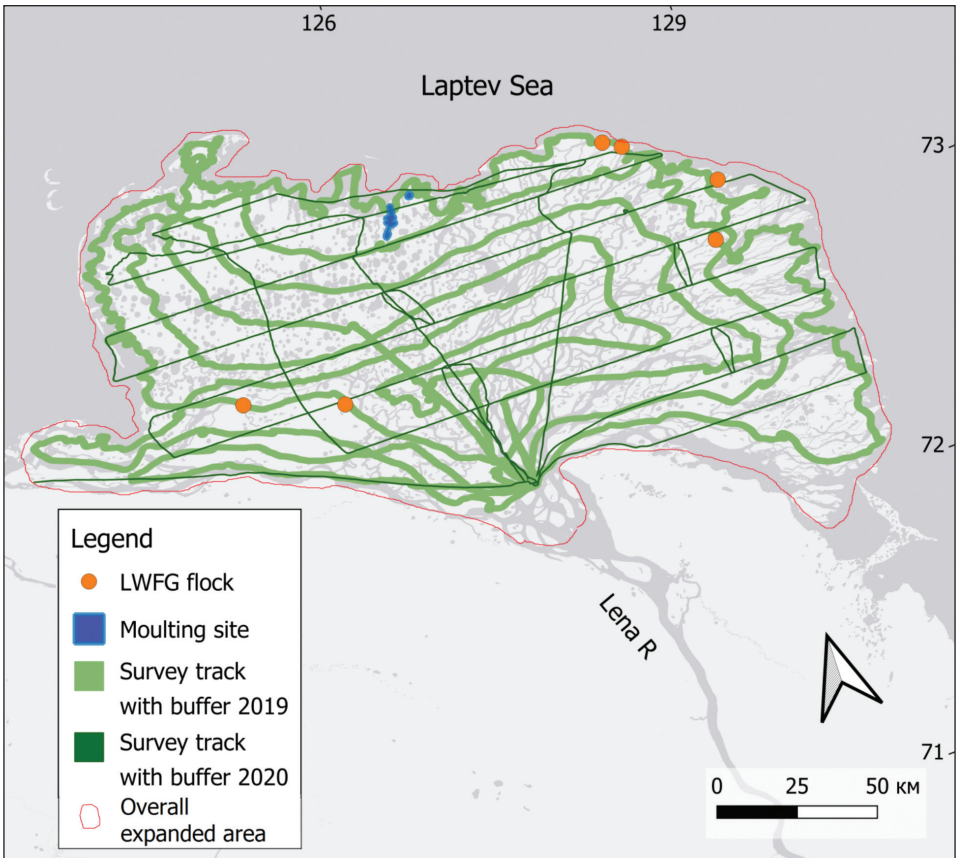 126
129
Laptev Sea
73
72
Lena R
71
Legend
LWFG flock
Moulting site
Survey track
with buffer 2019
Survey track
with buffer 2020
Overall
expanded area
0 25 50 км